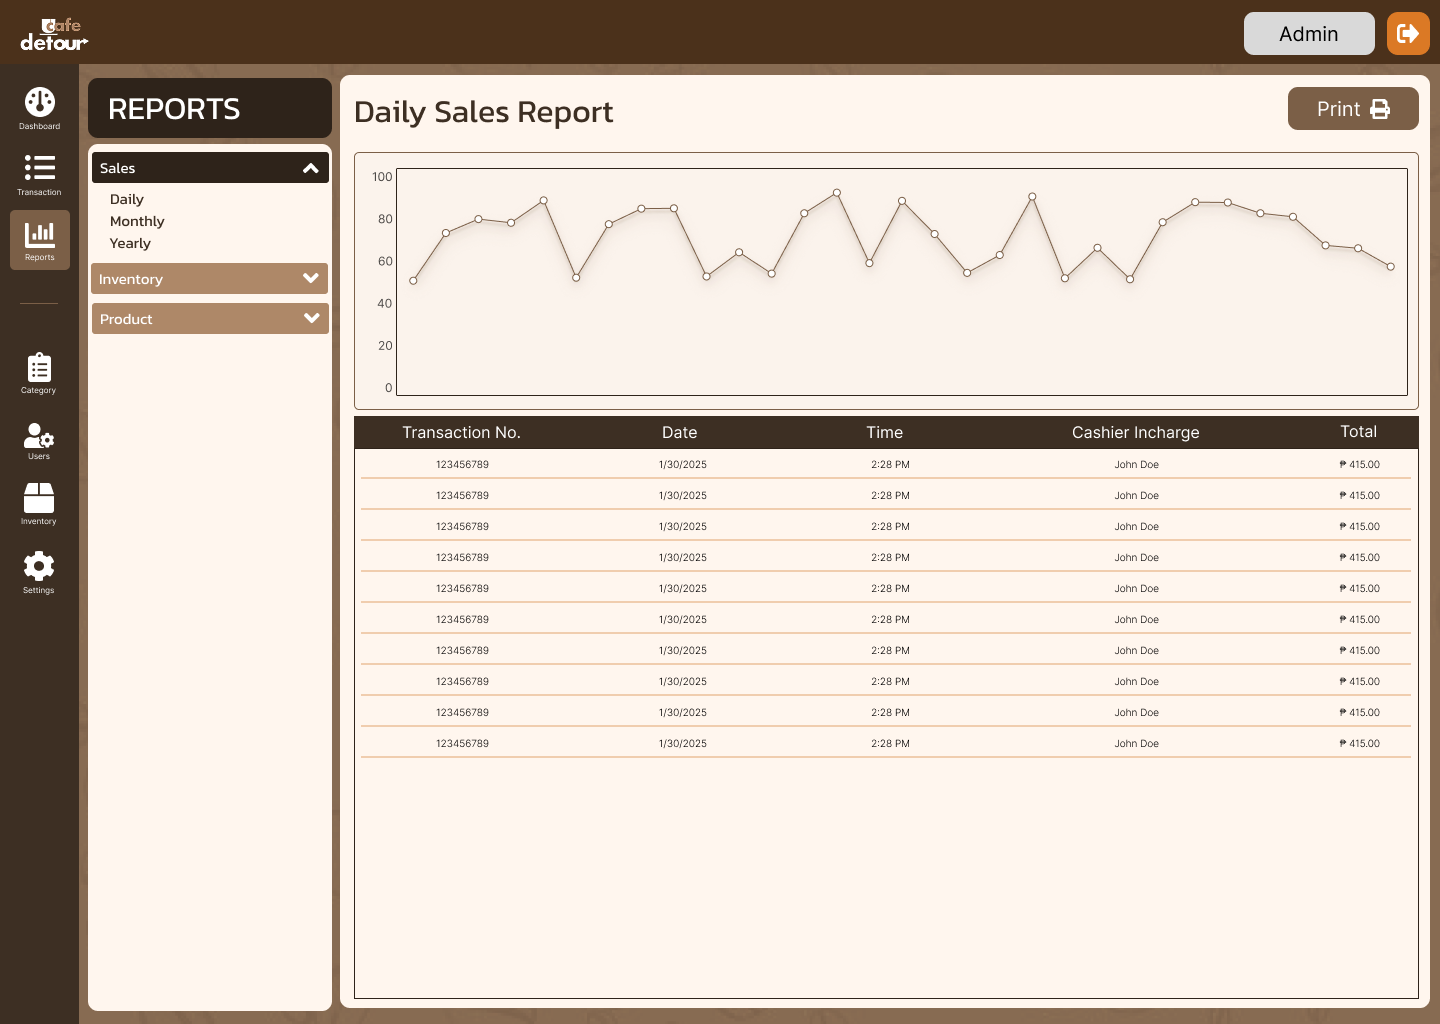 cafe
detour
Admin
Dashboard
Transaction
Reports
Category
Users
Inventory
Settings
REPORTS
Sales
Daily
Monthly
Yearly
Inventory
Product
Daily Sales Report
Print
100
80
60
40
20
0
Transaction No. Date Time Cashier Incharge Total
123456789 1/30/2025 2:28 PM John Doe ₱ 415.00
123456789 1/30/2025 2:28 PM John Doe ₱ 415.00
123456789 1/30/2025 2:28 PM John Doe ₱ 415.00
123456789 1/30/2025 2:28 PM John Doe ₱ 415.00
123456789 1/30/2025 2:28 PM John Doe ₱ 415.00
123456789 1/30/2025 2:28 PM John Doe ₱ 415.00
123456789 1/30/2025 2:28 PM John Doe ₱ 415.00
123456789 1/30/2025 2:28 PM John Doe ₱ 415.00
123456789 1/30/2025 2:28 PM John Doe ₱ 415.00
123456789 1/30/2025 2:28 PM John Doe ₱ 415.00